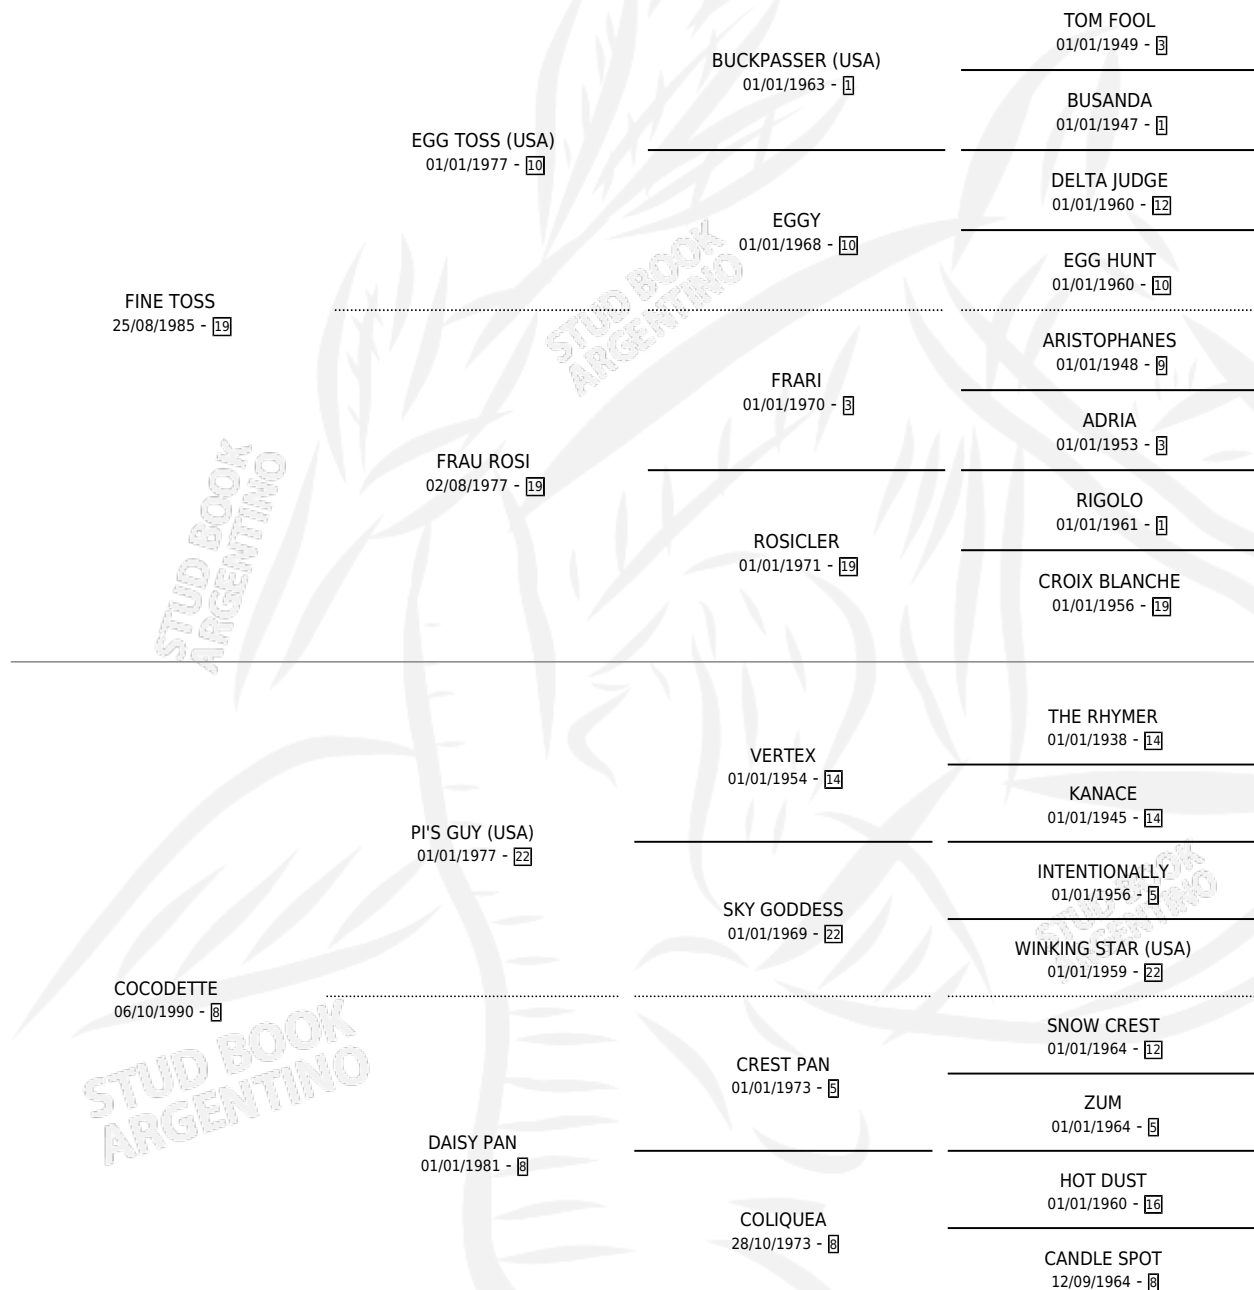 TOM FOOL
01/01/1949 - 3
BUCKPASSER (USA)
01/01/1963 - 1
BUSANDA
01/01/1947 - 1
EGG TOSS (USA)
01/01/1977 - 10
DELTA JUDGE
01/01/1960 - 12
EGGY
01/01/1968 - 10
EGG HUNT
01/01/1960 - 10
FINE TOSS
25/08/1985 - 19
ARISTOPHANES
01/01/1948 - 9
FRARI
01/01/1970 - 3
ADRIA
01/01/1953 - 3
FRAU ROSI
02/08/1977 - 19
RIGOLO
01/01/1961 - 1
ROSICLER
01/01/1971 - 19
CROIX BLANCHE
01/01/1956 - 19
THE RHYMER
01/01/1938 - 14
VERTEX
01/01/1954 - 14
KANACE
01/01/1945 - 14
PI'S GUY (USA)
01/01/1977 - 22
INTENTIONALLY
01/01/1956 - 5
SKY GODDESS
01/01/1969 - 22
WINKING STAR (USA)
01/01/1959 - 22
COCODETTE
06/10/1990 - 8
SNOW CREST
01/01/1964 - 12
CREST PAN
01/01/1973 - 5
ZUM
01/01/1964 - 5
DAISY PAN
01/01/1981 - 8
HOT DUST
01/01/1960 - 16
COLIQUEA
28/10/1973 - 8
CANDLE SPOT
12/09/1964 - 8
STUD BOOK
ARGENTINO
STUD BOOK
ARGENTINO
STUD BOOK
ARGENTINO
STUD BOOK
ARGENTINO